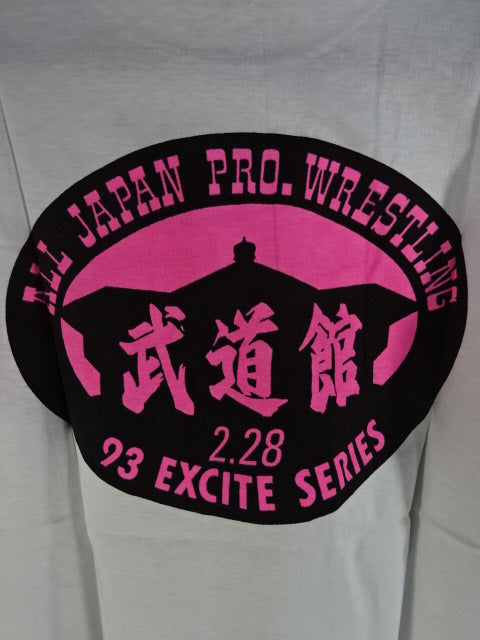 ALL JAPAN PRO. WRESTLING
武道館
2.28
93 EXCITE SERIES